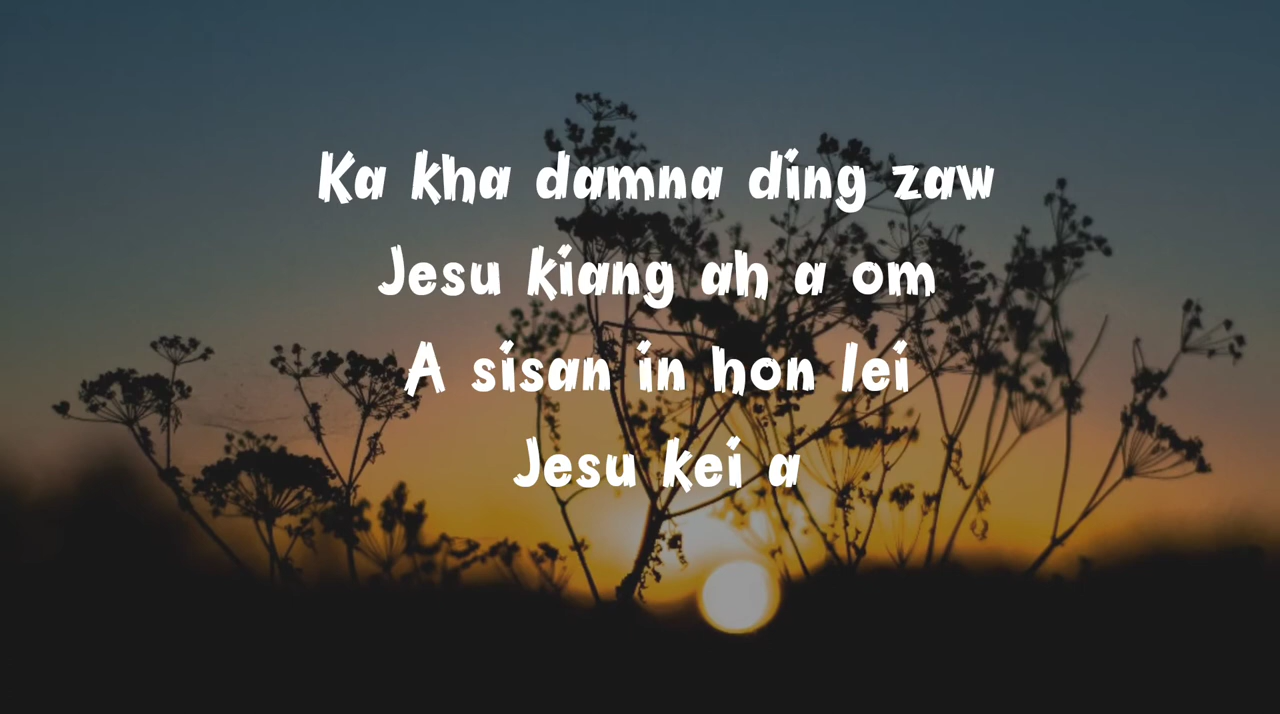 Ka kha damna ding zaw
Jesu kiang ah a om
A sisan in hon lei
Jesu kei a